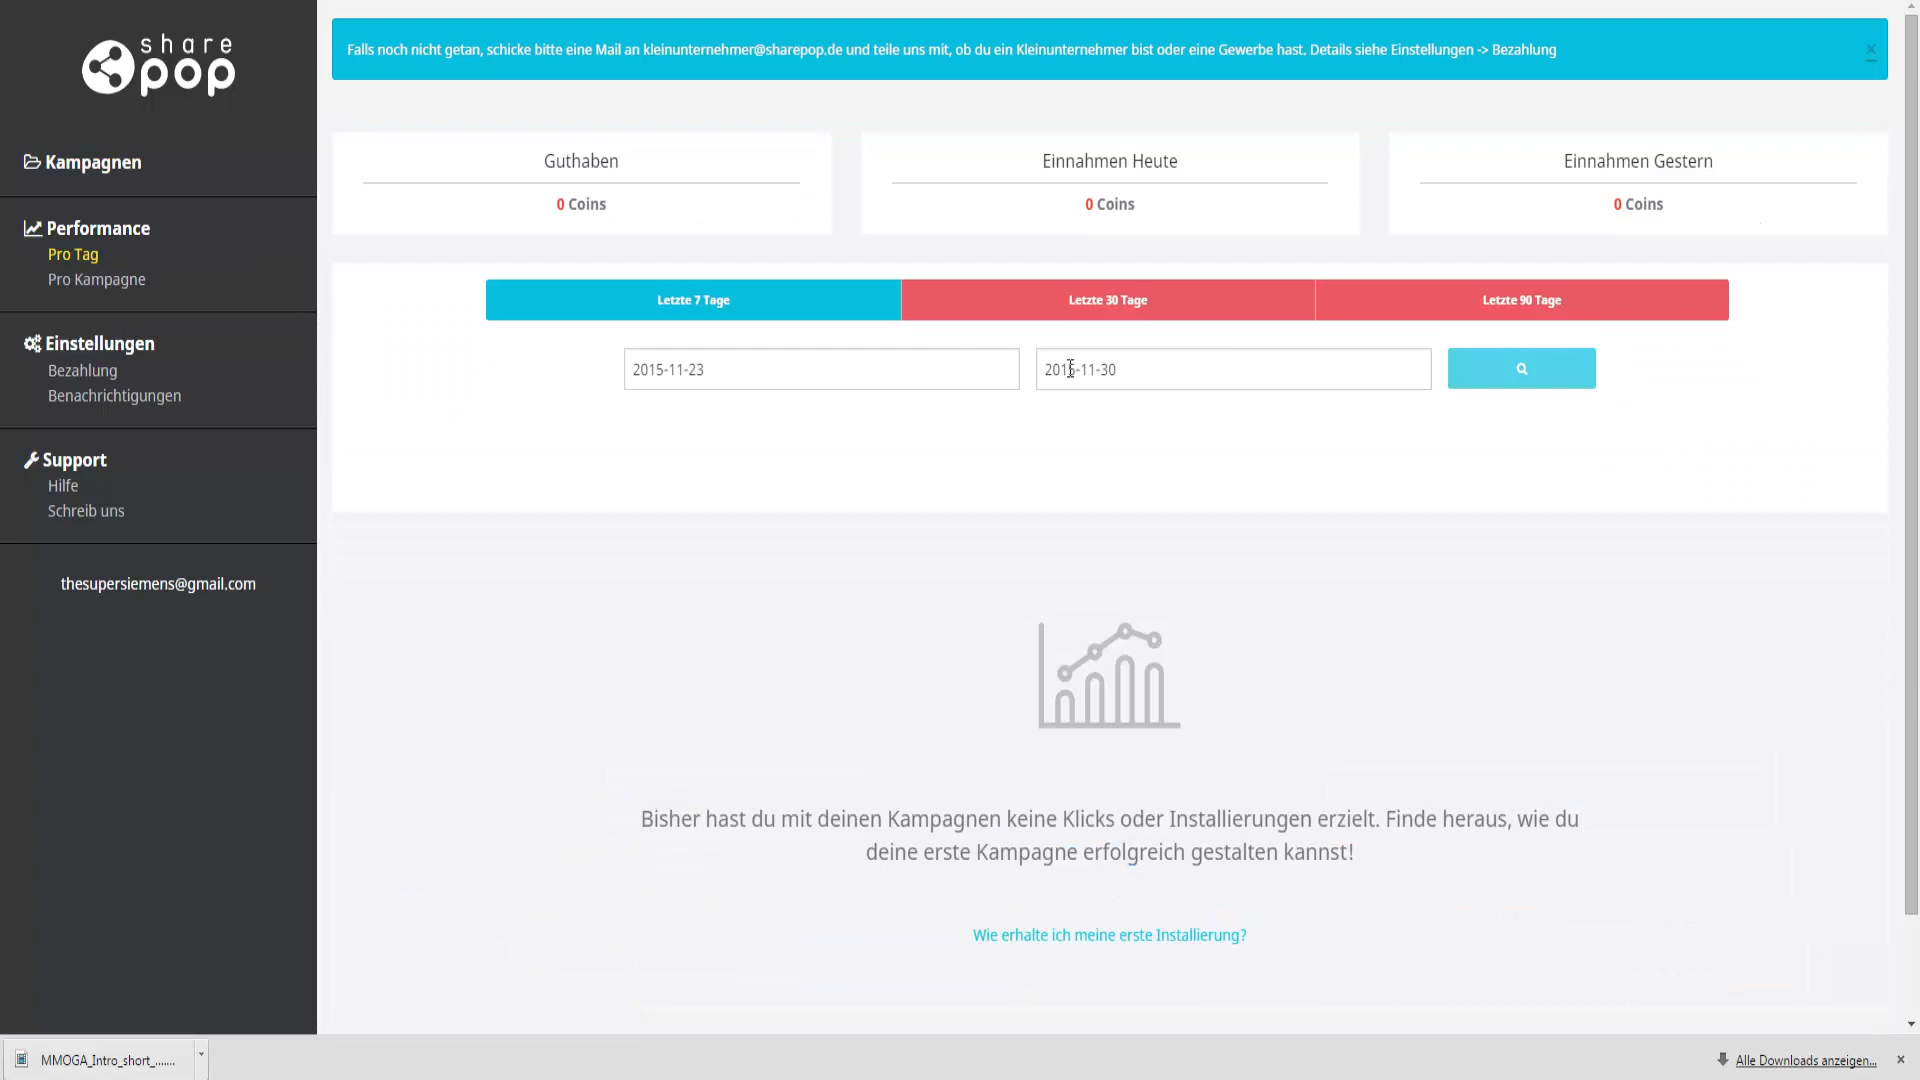 share
pop
Falls noch nicht getan, schicke bitte eine Mail an kleinunternehmer@sharepop.de und teile uns mit, ob du ein Kleinunternehmer bist oder eine Gewerbe hast. Details siehe Einstellungen -> Bezahlung
×
Kampagnen
Performance
Pro Tag
Pro Kampagne
Einstellungen
Bezahlung
Benachrichtigungen
Support
Hilfe
Schreib uns
thesupersiemens@gmail.com
Guthaben
0 Coins
Einnahmen Heute
0 Coins
Einnahmen Gestern
0 Coins
Letzte 7 Tage
Letzte 30 Tage
Letzte 90 Tage
2015-11-23
2015-11-30
Bisher hast du mit deinen Kampagnen keine Klicks oder Installierungen erzielt. Finde heraus, wie du
deine erste Kampagne erfolgreich gestalten kannst!
Wie erhalte ich meine erste Installierung?
MMOGA_Intro_short_.......
Alle Downloads anzeigen...
×